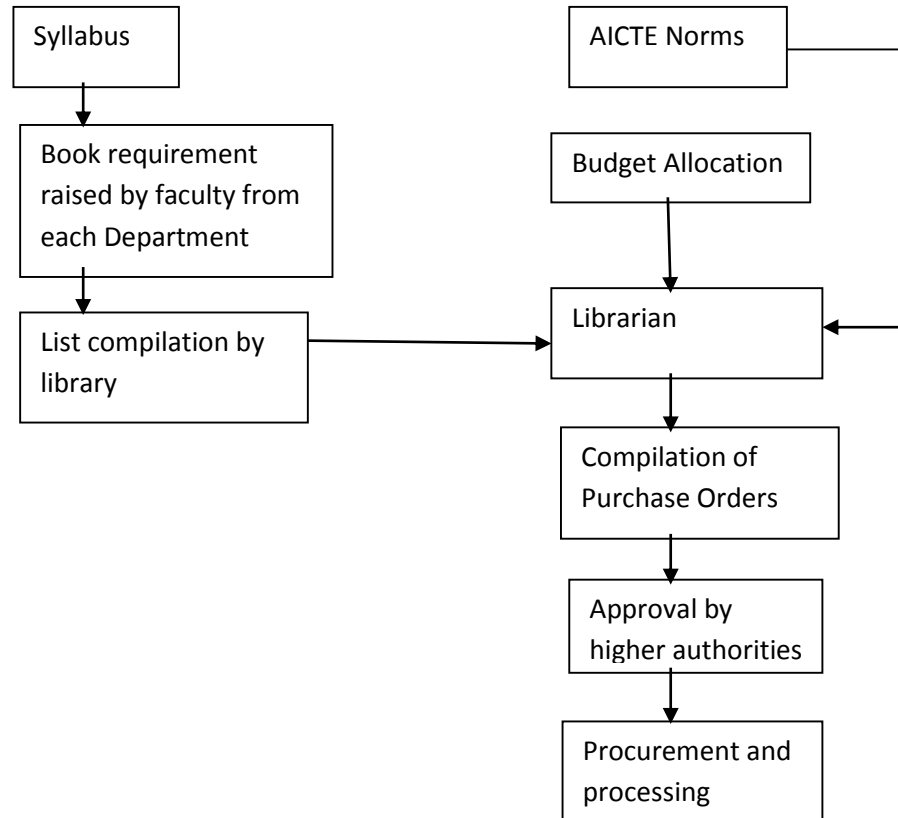 Syllabus
AICTE Norms
Book requirement
raised by faculty from
each Department
Budget Allocation
List compilation by
library
Librarian
Compilation of
Purchase Orders
Approval by
higher authorities
Procurement and
processing